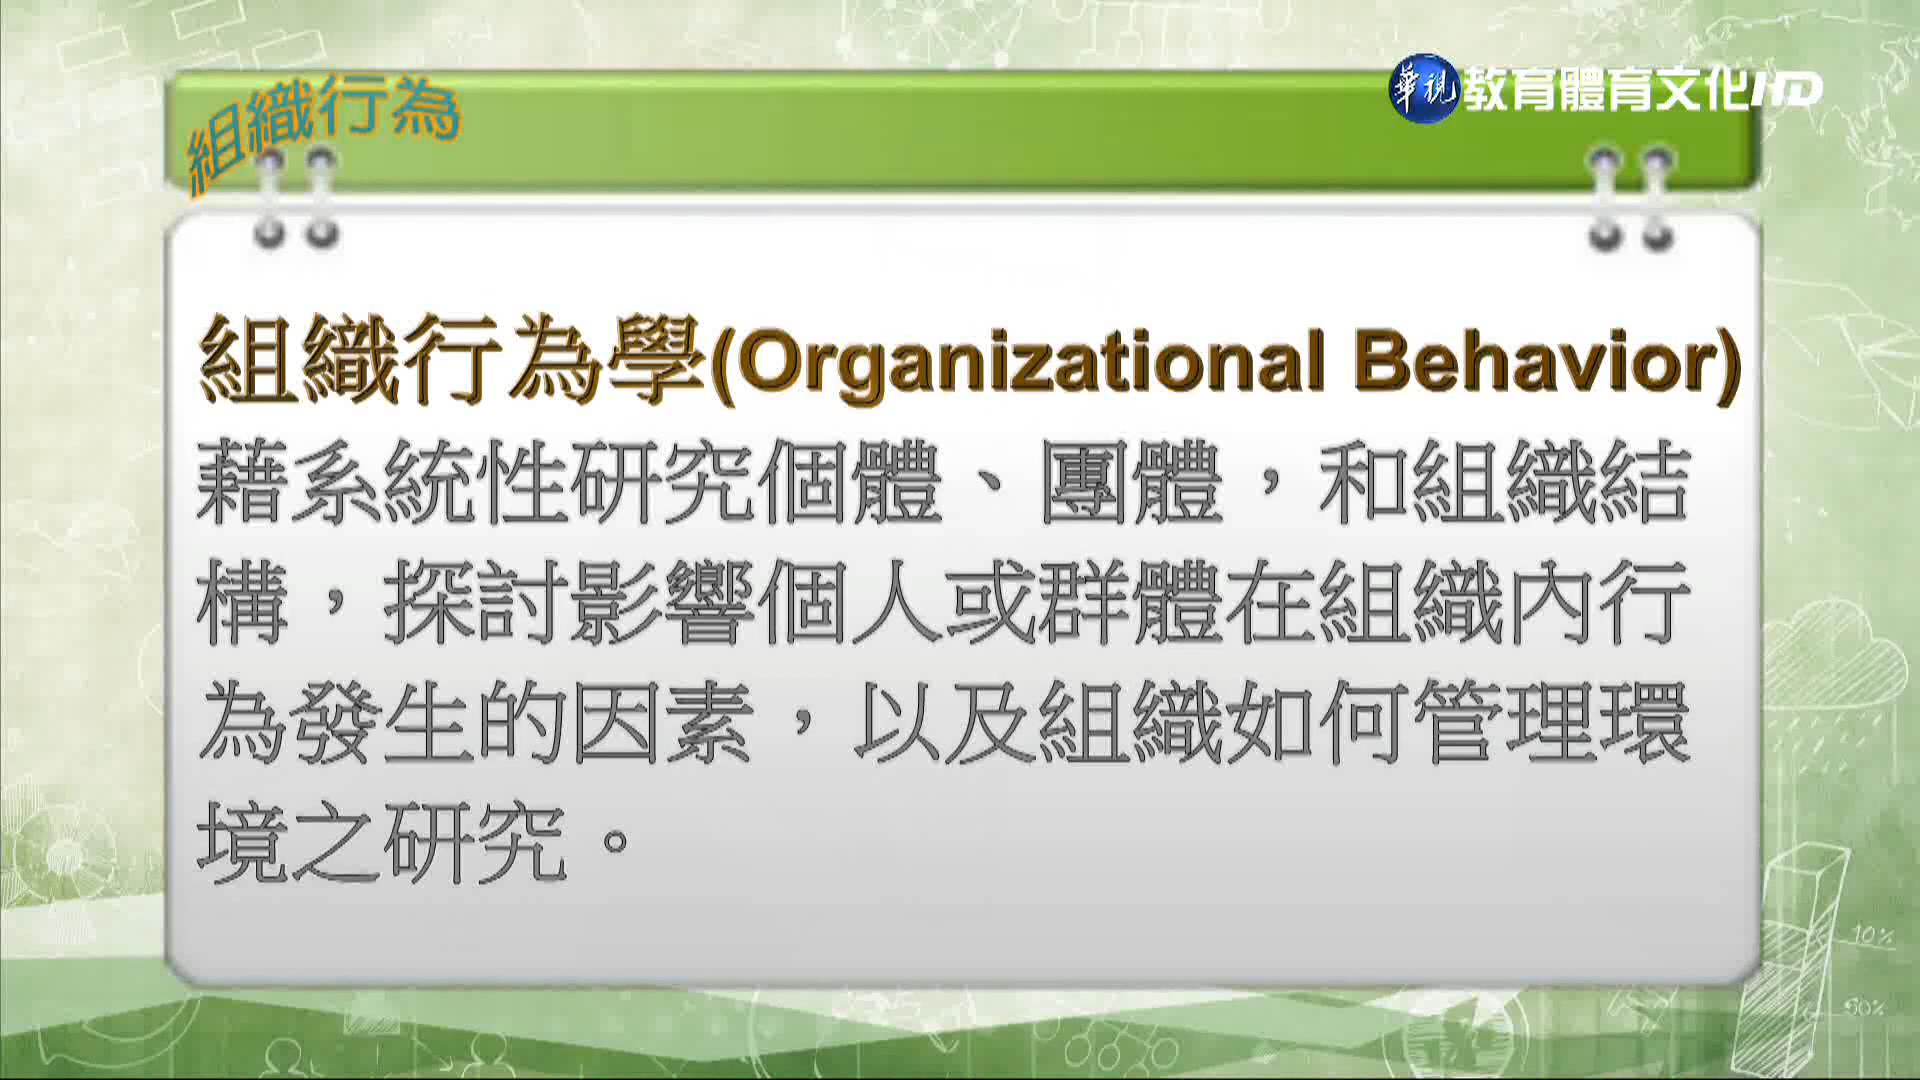 組織行為
華視 教育體育文化HD
組織行為學(Organizational Behavior)
藉系統性研究個體、團體，和組織結
構，探討影響個人或群體在組織內行
為發生的因素，以及組織如何管理環
境之研究。
10%
50%